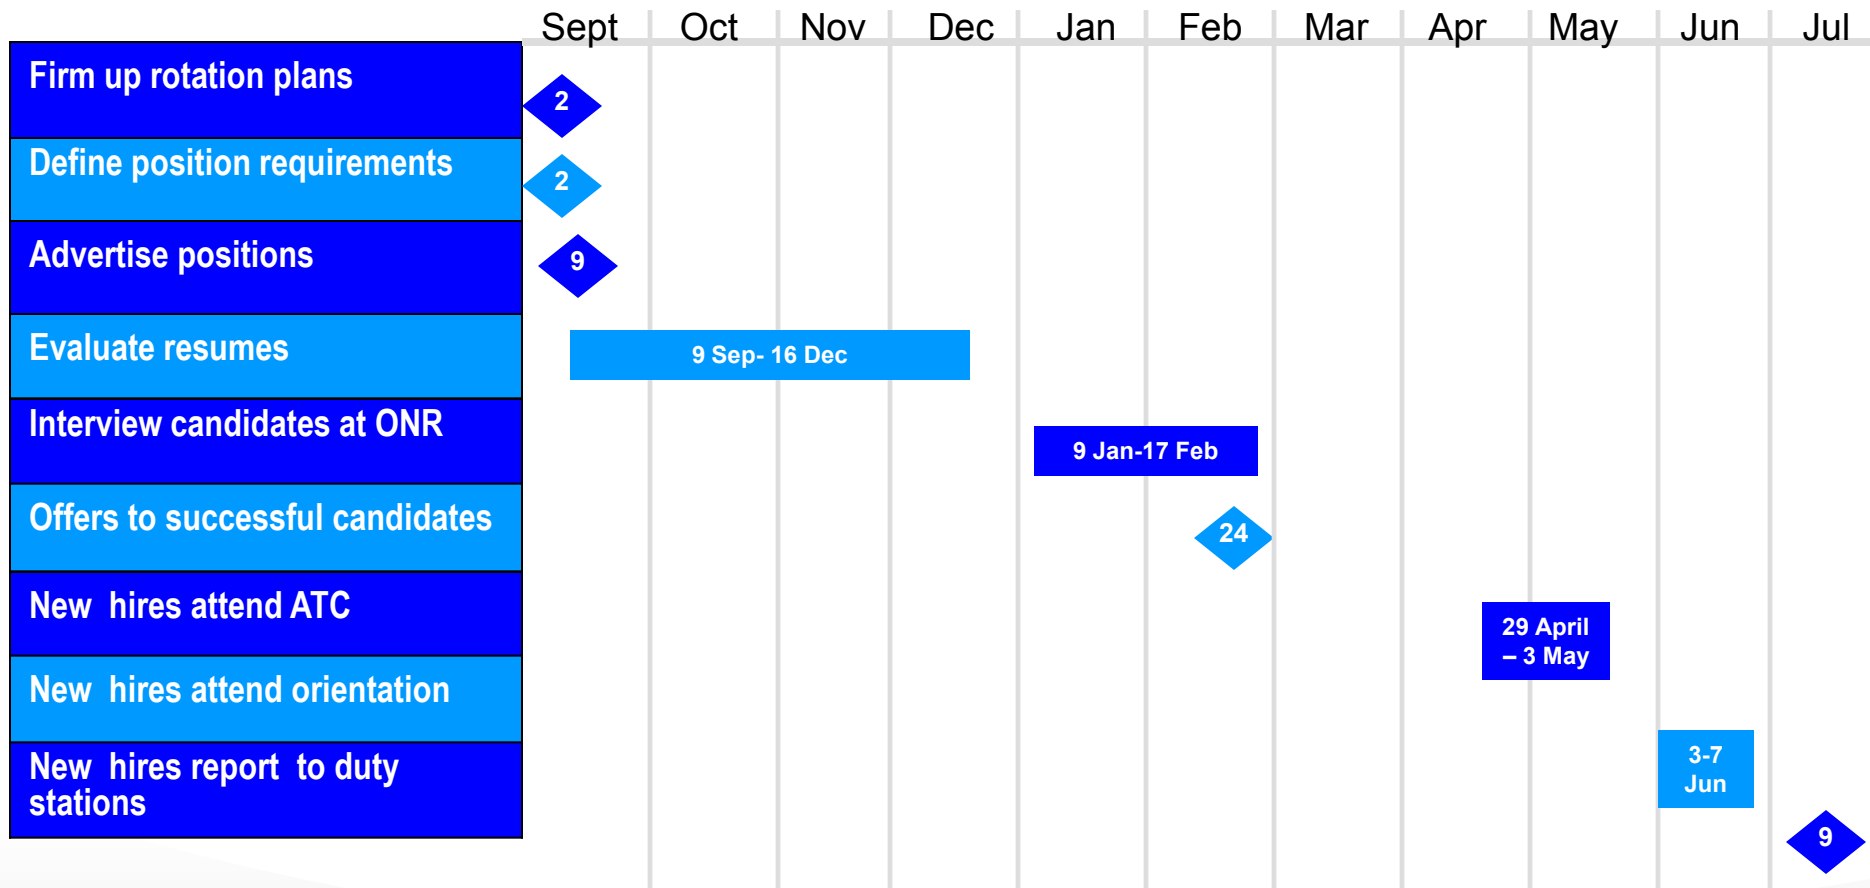 Sept Oct Nov Dec Jan Feb Mar Apr May Jun Jul
Firm up rotation plans
2
Define position requirements
2
Advertise positions
9
Evaluate resumes
9 Sep- 16 Dec
Interview candidates at ONR
9 Jan-17 Feb
Offers to successful candidates
24
New  hires attend ATC
29 April
– 3 May
New  hires attend orientation
3-7
Jun
New  hires report  to duty
stations
9